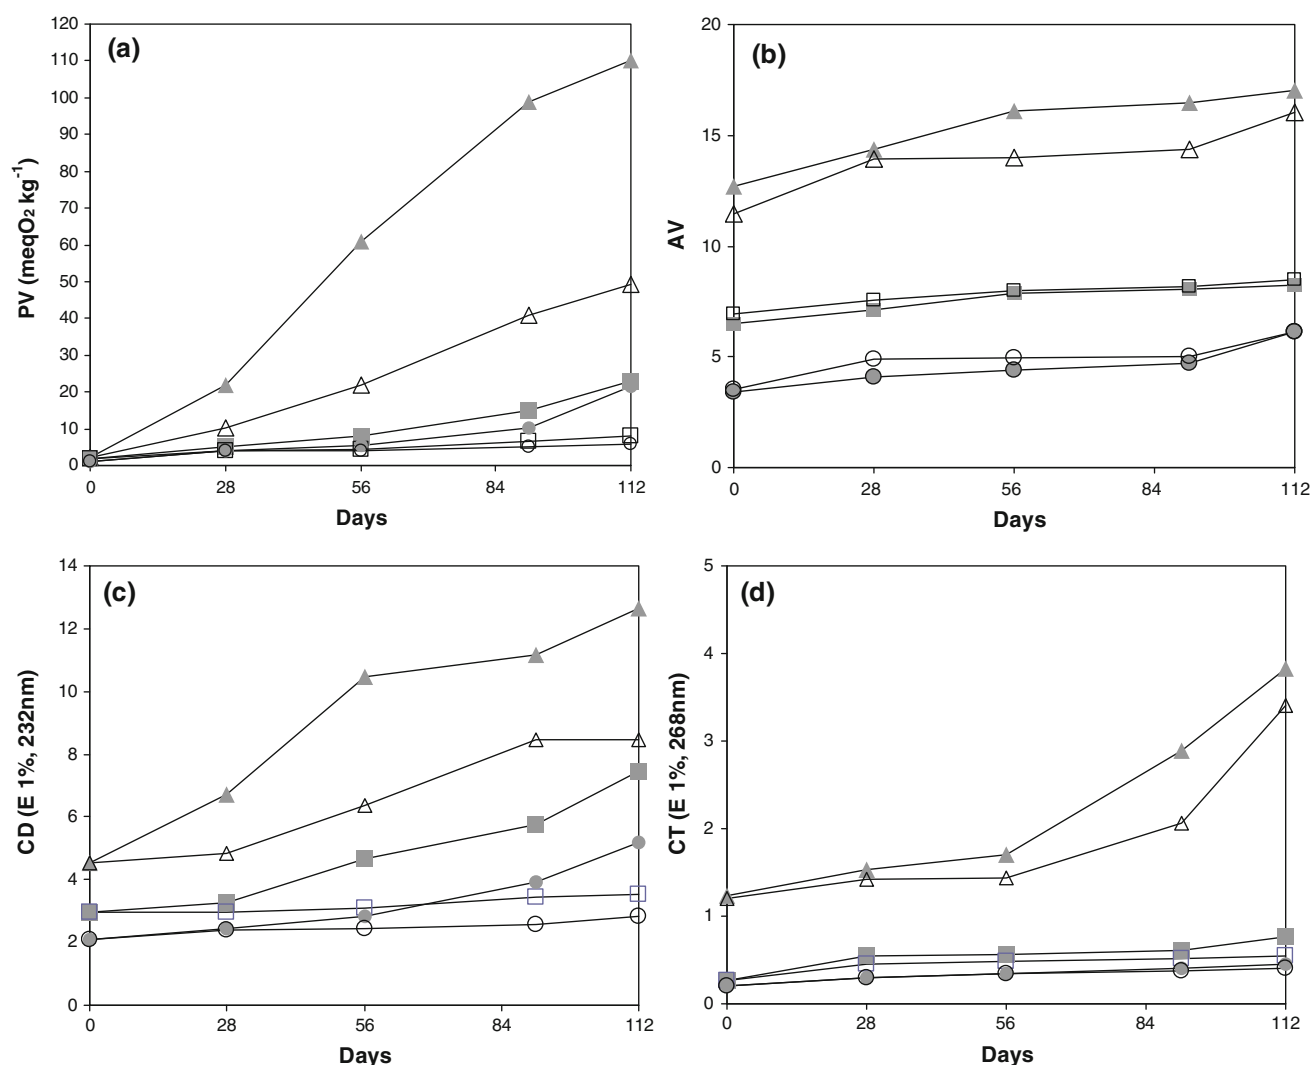 (a)
PV (meqO₂ kg⁻¹)
120
110
100
90
80
70
60
50
40
30
20
10
0
0 28 56 84 112
Days
(b)
AV
20
15
10
5
0
0 28 56 84 112
Days
(c)
CD (E 1%, 232nm)
14
12
10
8
6
4
2
0
0 28 56 84 112
Days
(d)
CT (E 1%, 268nm)
5
4
3
2
1
0
0 28 56 84 112
Days